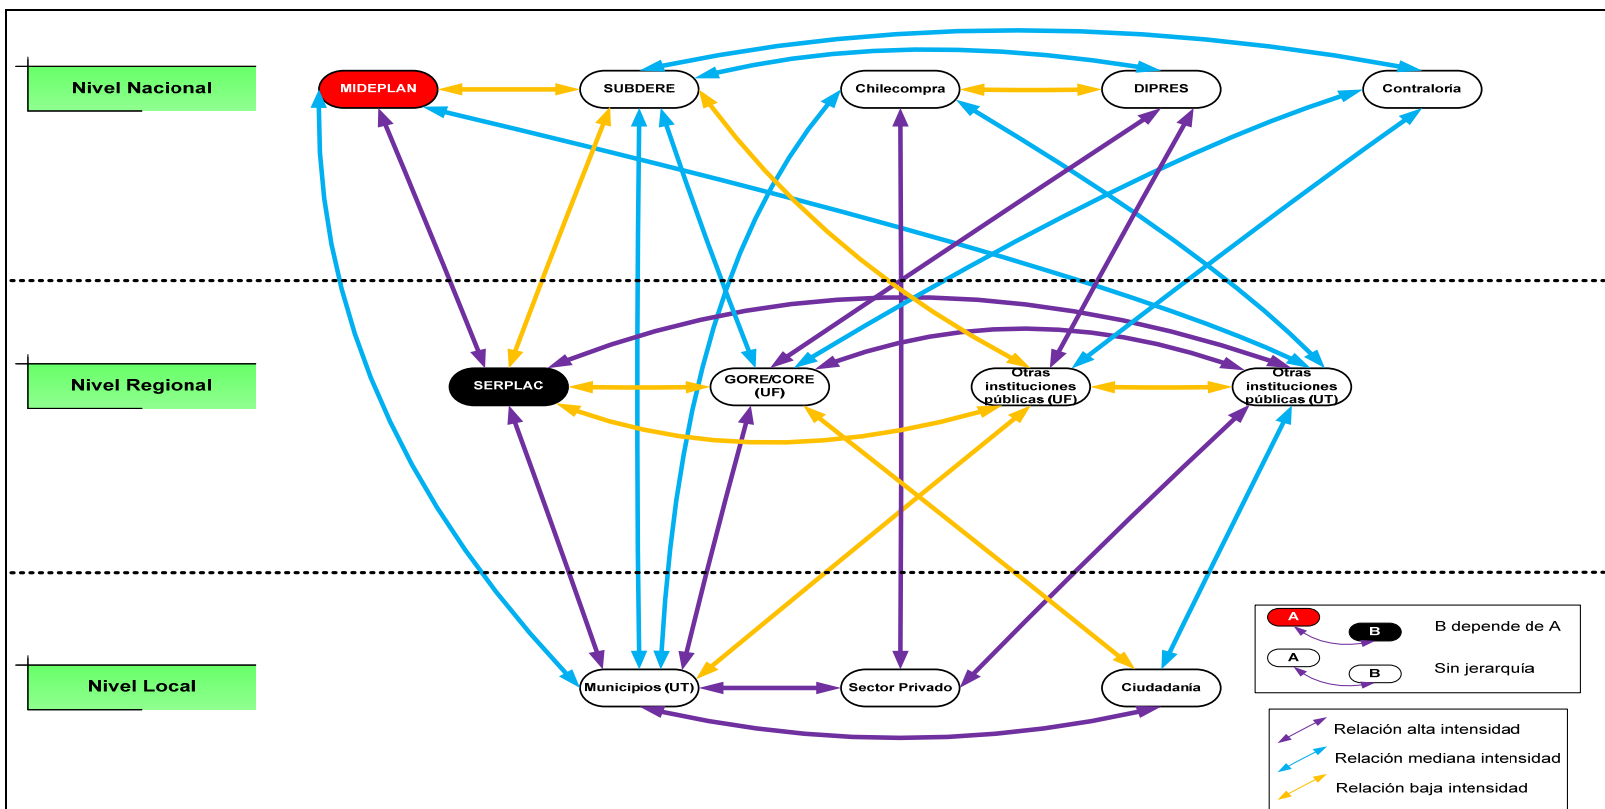 Nivel Nacional
MIDEPLAN
SUBDERE
Chilecompra
DIPRES
Contraloría
Nivel Regional
SERPLAC
GORE/CORE
(UF)
Otras
instituciones
públicas (UF)
Otras
instituciones
públicas (UT)
Nivel Local
Municipios (UT)
Sector Privado
Ciudadanía
A
B
B depende de A
A
B
Sin jerarquía
Relación alta intensidad
Relación mediana intensidad
Relación baja intensidad